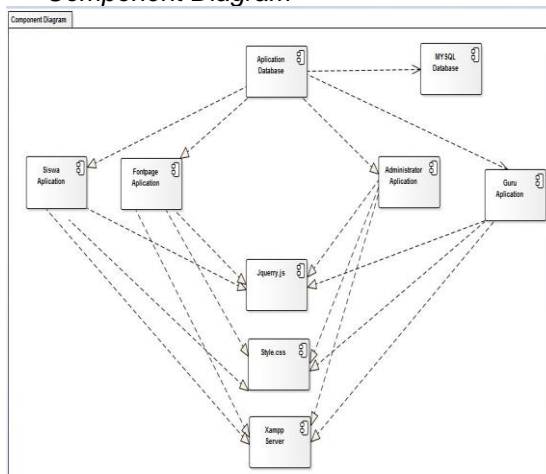 Component Diagram
Component Diagram
Aplication
Database
MYSQL
Database
Siswa
Aplication
Fontpage
Aplication
Administrator
Aplication
Guru
Aplication
Jquerry.js
Style.css
Xampp
Server